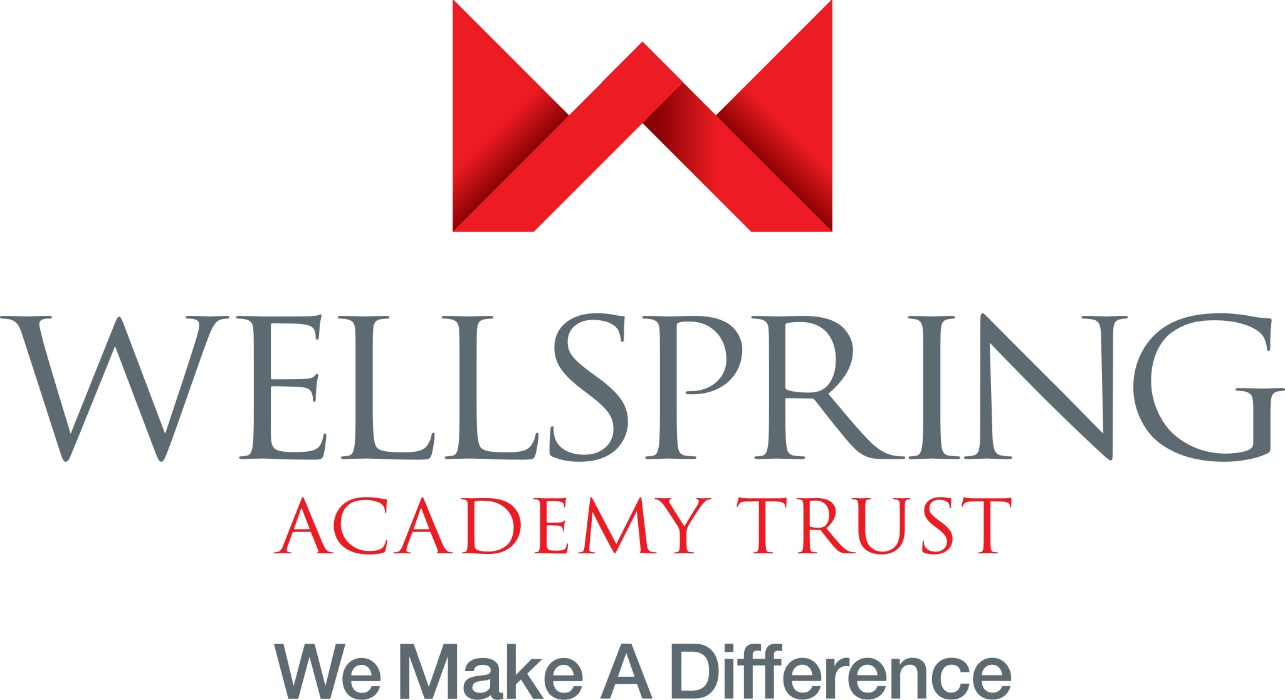 WELLSPRING
ACADEMY TRUST
We Make A Difference